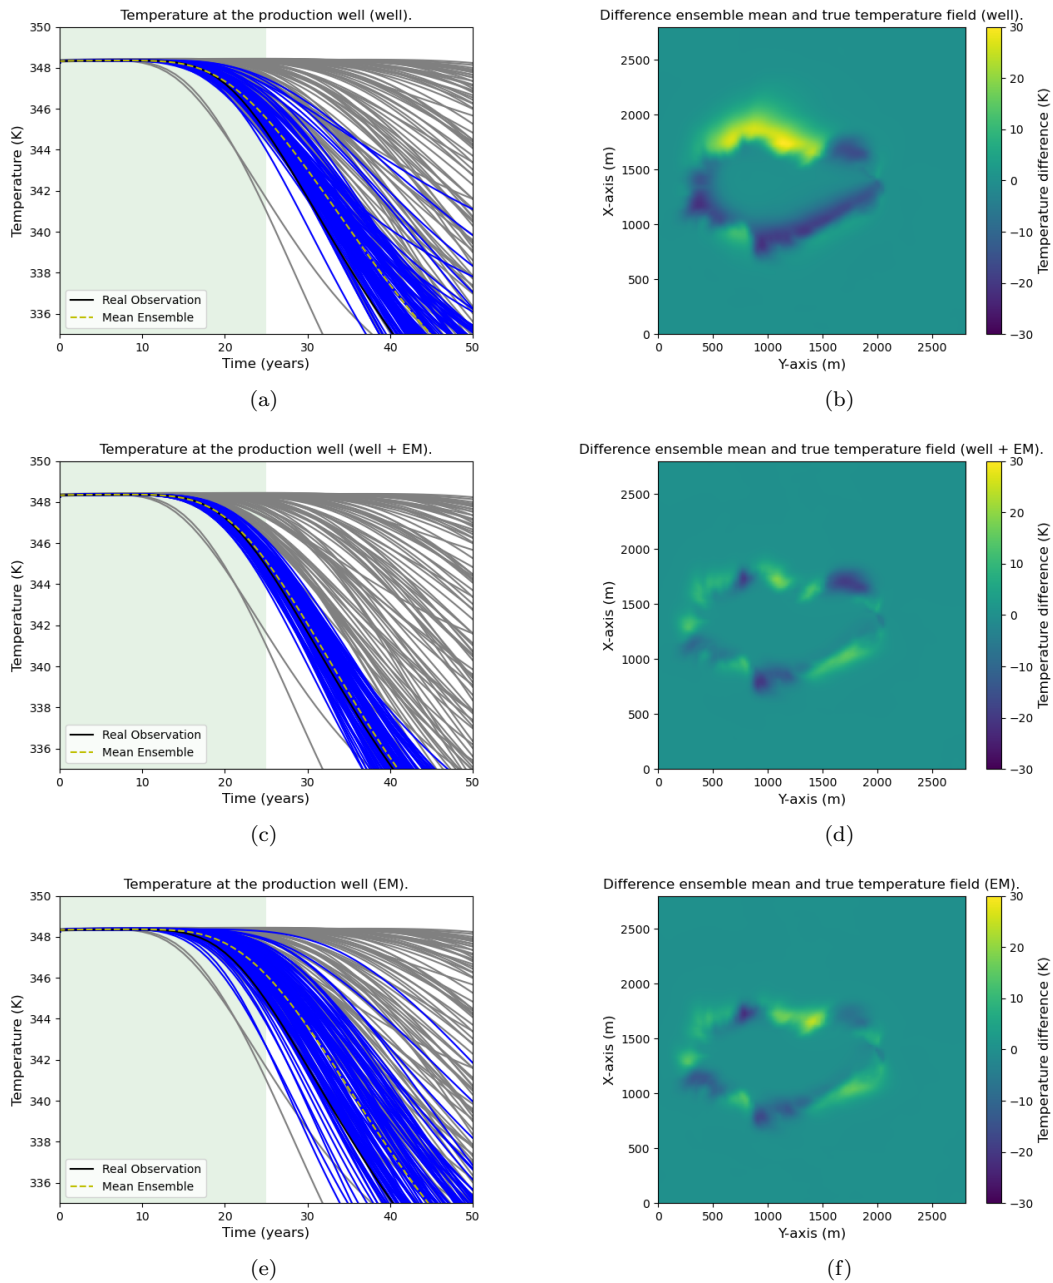 Temperature at the production well (well).
350
348
346
344
342
340
338
336
Temperature (K)
Real Observation
Mean Ensemble
0 10 20 30 40 50
Time (years)
(a)
Difference ensemble mean and true temperature field (well).
2500
2000
1500
1000
500
0
X-axis (m)
0 500 1000 1500 2000 2500
Y-axis (m)
30
20
10
0
−10
−20
−30
Temperature difference (K)
(b)
Temperature at the production well (well + EM).
350
348
346
344
342
340
338
336
Temperature (K)
Real Observation
Mean Ensemble
0 10 20 30 40 50
Time (years)
(c)
Difference ensemble mean and true temperature field (well + EM).
2500
2000
1500
1000
500
0
X-axis (m)
0 500 1000 1500 2000 2500
Y-axis (m)
30
20
10
0
−10
−20
−30
Temperature difference (K)
(d)
Temperature at the production well (EM).
350
348
346
344
342
340
338
336
Temperature (K)
Real Observation
Mean Ensemble
0 10 20 30 40 50
Time (years)
(e)
Difference ensemble mean and true temperature field (EM).
2500
2000
1500
1000
500
0
X-axis (m)
0 500 1000 1500 2000 2500
Y-axis (m)
30
20
10
0
−10
−20
−30
Temperature difference (K)
(f)